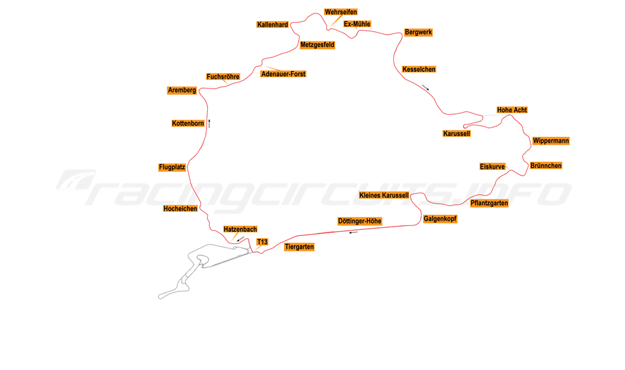 Wehrseifen
Kallenhard
Ex-Mühle
Bergwerk
Metzgesfeld
Kesselchen
Adenauer-Forst
Fuchsröhre
Aremberg
Hohe Acht
Kottenborn
Karussell
Wippermann
Flugplatz
Eiskurve
Brünnchen
racingcircuits.info
Kleines Karussell
Pflantzgarten
Hocheichen
Galgenkopf
Döttinger-Höhe
Hatzenbach
T13
Tiergarten